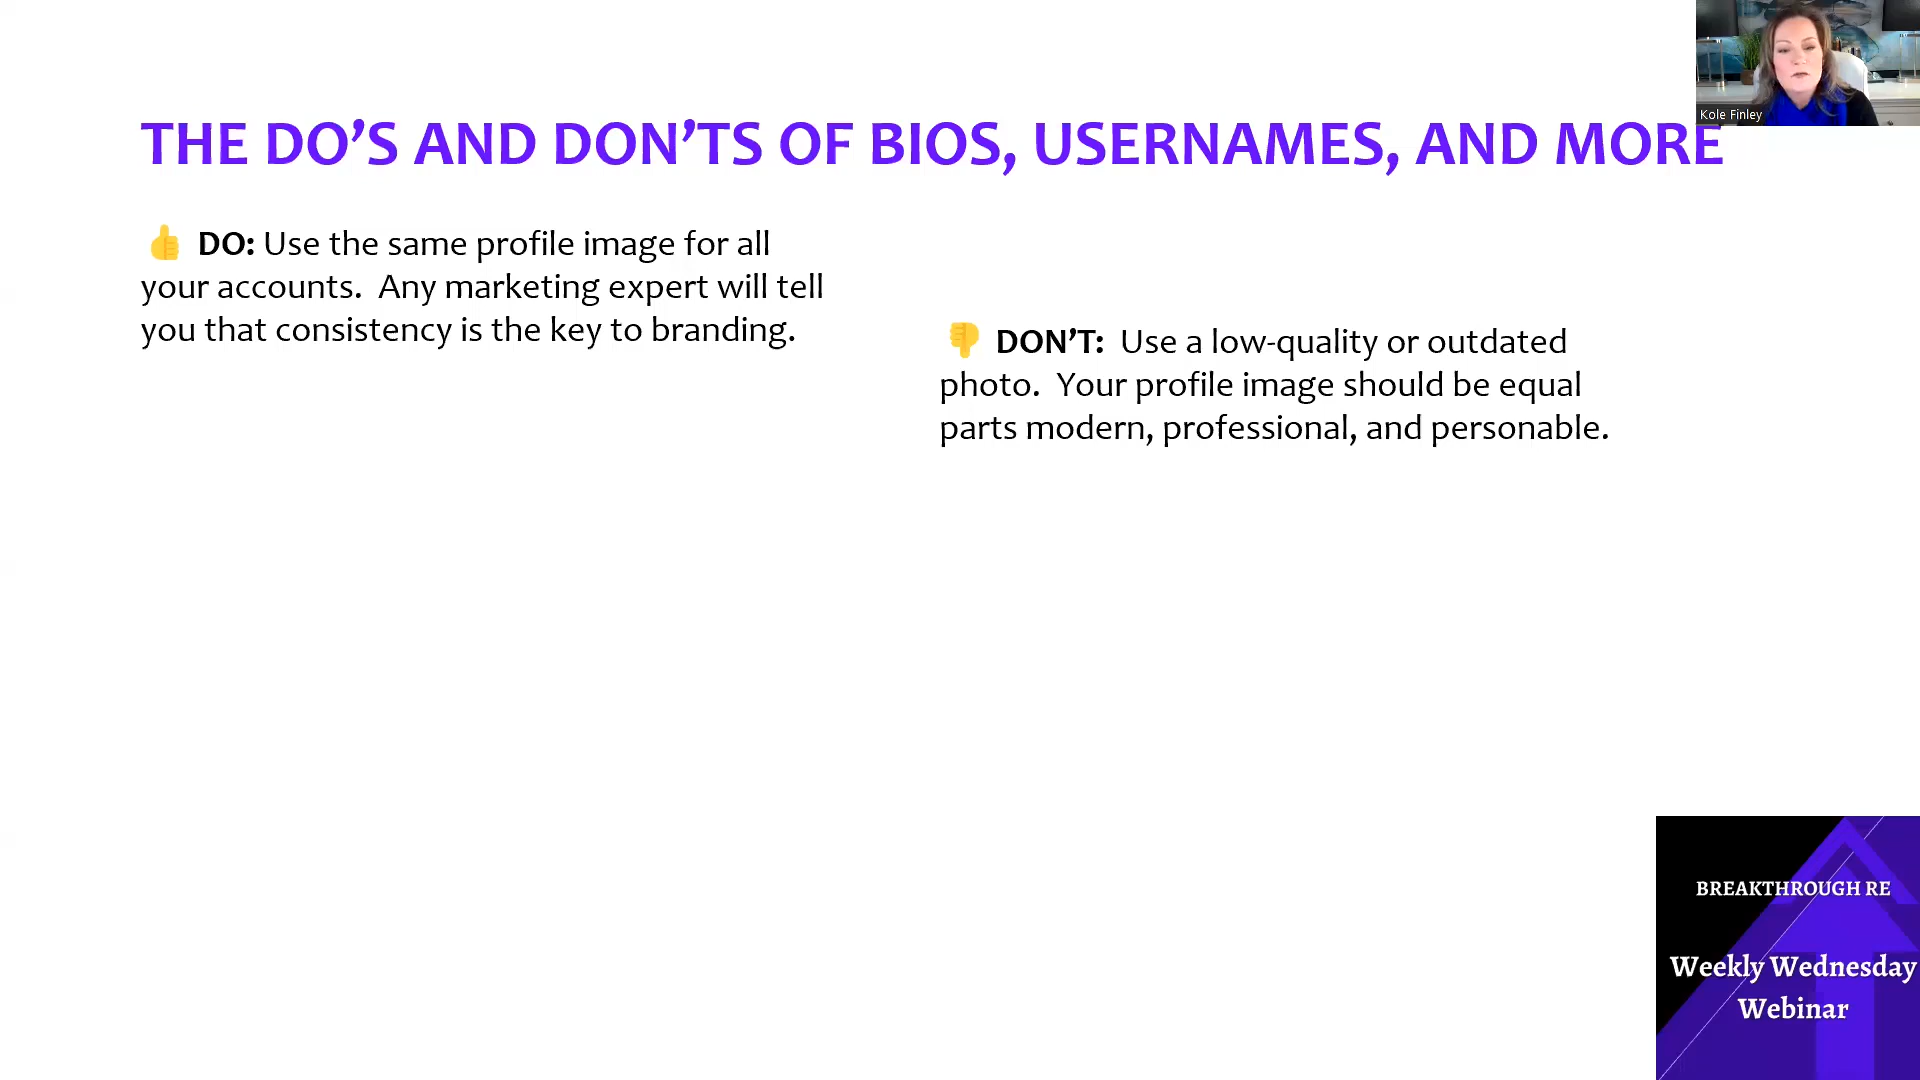 Kole Finley
THE DO’S AND DON’TS OF BIOS, USERNAMES, AND MORE
👍 DO: Use the same profile image for all
your accounts.  Any marketing expert will tell
you that consistency is the key to branding.
👎 DON’T:  Use a low-quality or outdated
photo.  Your profile image should be equal
parts modern, professional, and personable.
BREAKTHROUGH RE
Weekly Wednesday
Webinar